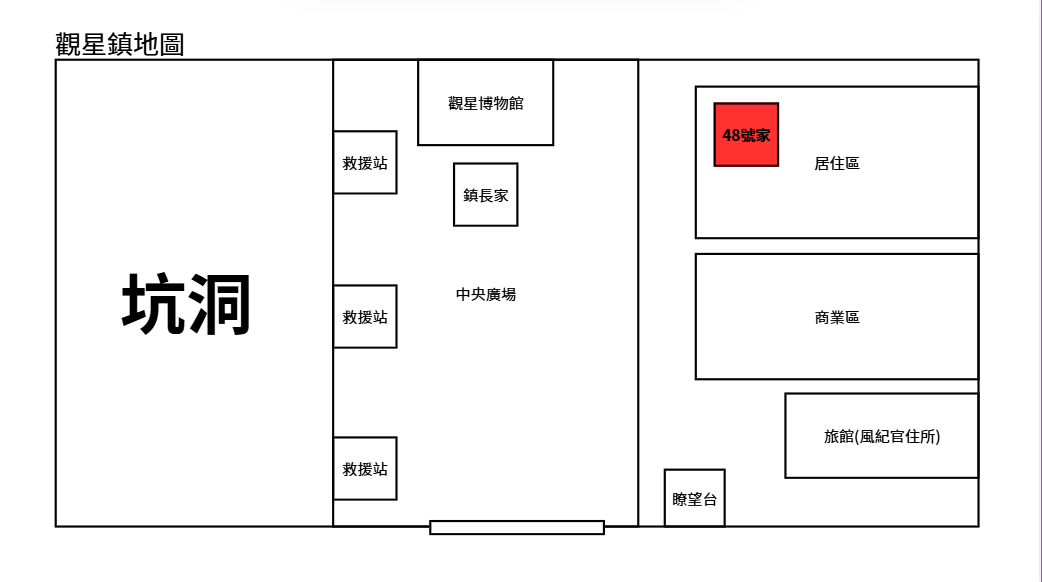 觀星鎮地圖
觀星博物館
48號家
救援站
居住區
鎮長家
坑洞
中央廣場
救援站
商業區
旅館(風紀官住所)
救援站
瞭望台